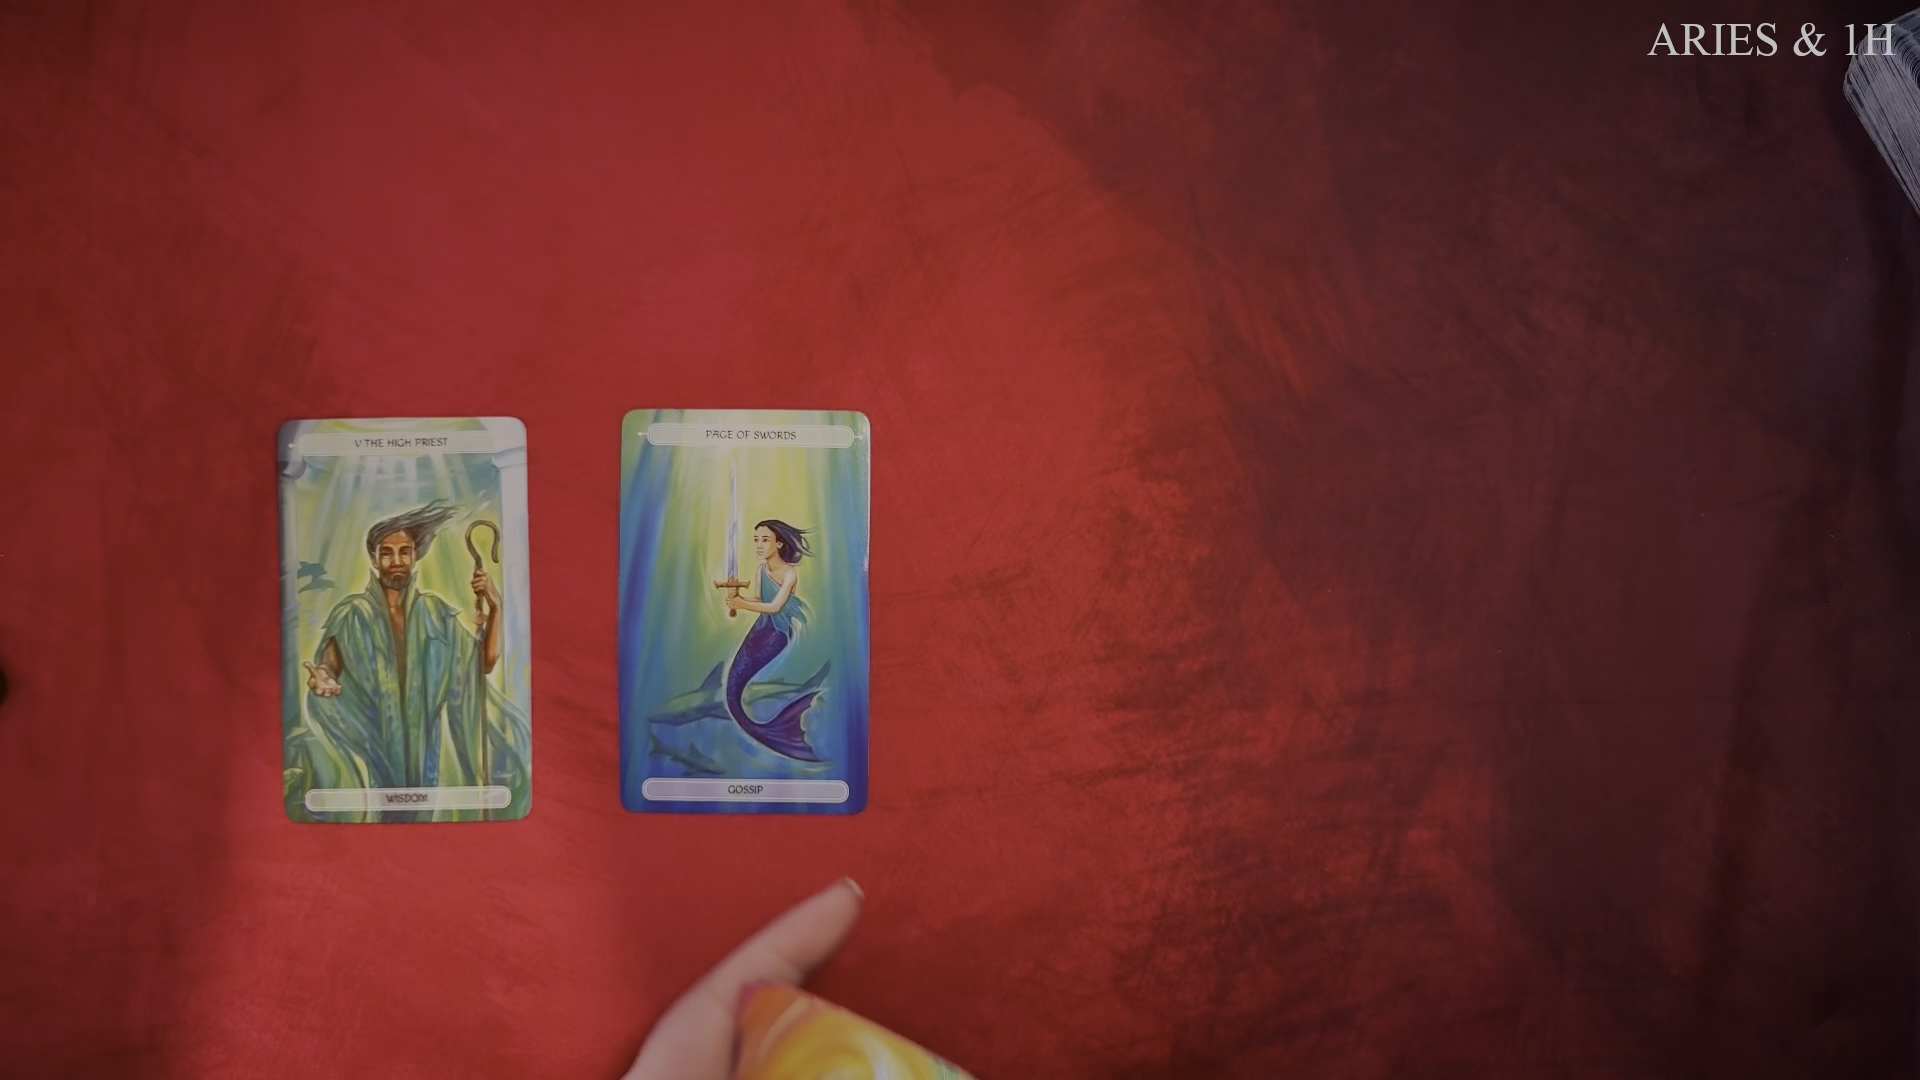 ARIES & 1H
V THE HIGH PRIEST
PAGE OF SWORDS
WISDOM
GOSSIP